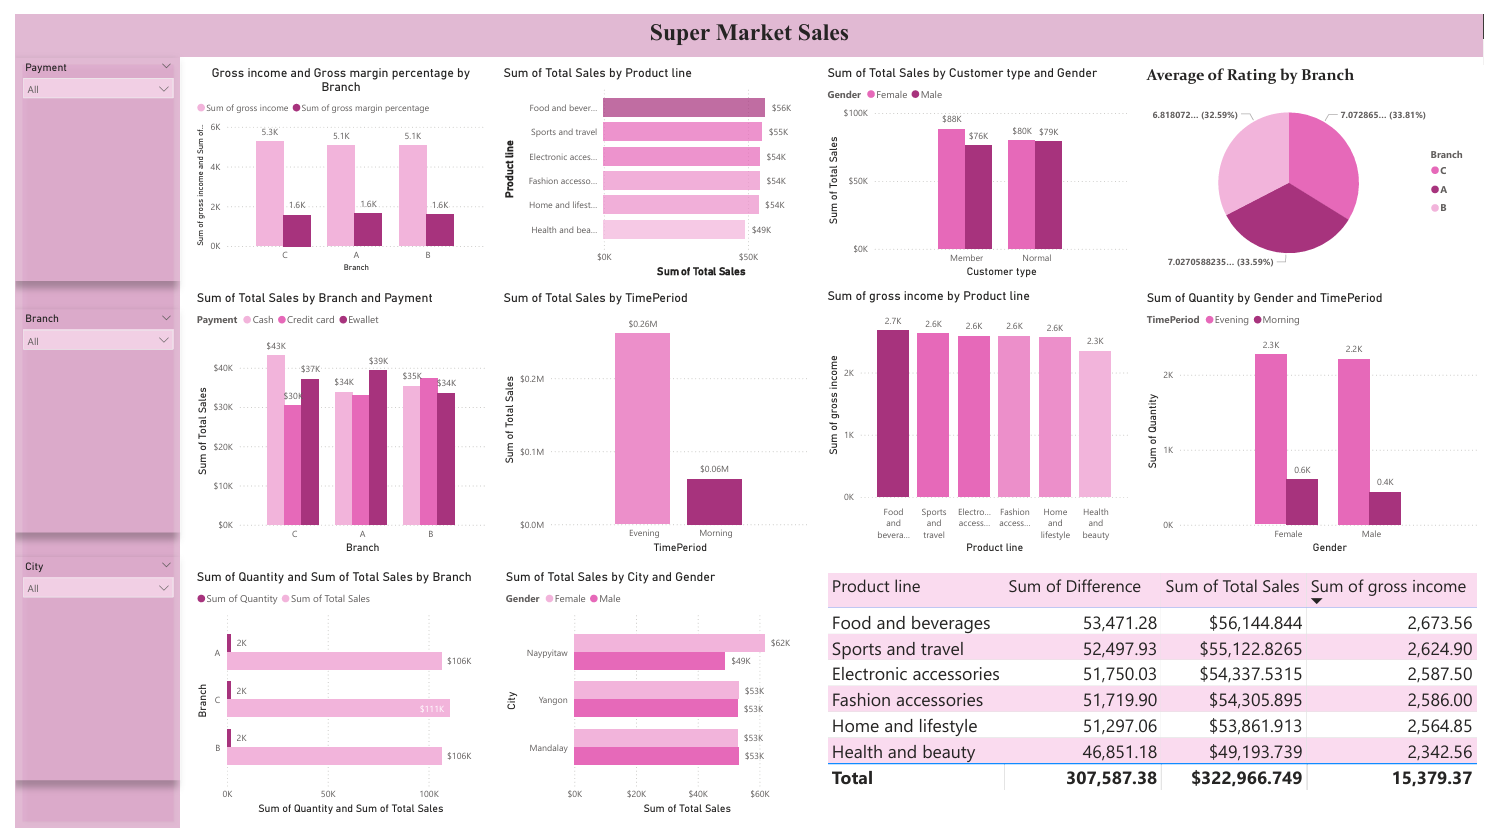 Super Market Sales
Payment
All
Branch
All
City
All
Gross income and Gross margin percentage by
Branch
Sum of gross income Sum of gross margin percentage
Sum of gross income and Sum of...
6K
4K
2K
0K
5.3K
1.6K
5.1K
1.6K
5.1K
1.6K
C A B
Branch
Sum of Total Sales by Product line
Product line
Food and bever... $56K
Sports and travel $55K
Electronic acces... $54K
Fashion accesso... $54K
Home and lifest... $54K
Health and bea... $49K
$0K $50K
Sum of Total Sales
Sum of Total Sales by Customer type and Gender
Gender Female Male
Sum of Total Sales
$100K
$50K
$0K
$88K
$76K
$80K
$79K
Member Normal
Customer type
Average of Rating by Branch
6.818072... (32.59%)
7.072865... (33.81%)
7.0270588235... (33.59%)
Branch
C
A
B
Sum of Total Sales by Branch and Payment
Payment Cash Credit card Ewallet
Sum of Total Sales
$40K
$30K
$20K
$10K
$0K
$43K
$30K
$37K
$34K
$39K
$35K
$34K
C A B
Branch
Sum of Total Sales by TimePeriod
Sum of Total Sales
$0.2M
$0.1M
$0.0M
$0.26M
$0.06M
Evening Morning
TimePeriod
Sum of gross income by Product line
Sum of gross income
2K
1K
0K
2.7K
2.6K
2.6K
2.6K
2.6K
2.3K
Food and bevera...
Sports and travel
Electro... access...
Fashion access...
Home and lifestyle
Health and beauty
Product line
Sum of Quantity by Gender and TimePeriod
TimePeriod Evening Morning
Sum of Quantity
2K
1K
0K
2.3K
0.6K
2.2K
0.4K
Female Male
Gender
Sum of Quantity and Sum of Total Sales by Branch
Sum of Quantity Sum of Total Sales
Branch
A
2K
$106K
C
2K
$111K
B
2K
$106K
0K 50K 100K
Sum of Quantity and Sum of Total Sales
Sum of Total Sales by City and Gender
Gender Female Male
City
Naypyitaw
$62K
$49K
Yangon
$53K
$53K
Mandalay
$53K
$53K
$0K $20K $40K $60K
Sum of Total Sales
Product line Sum of Difference Sum of Total Sales Sum of gross income
Food and beverages 53,471.28 $56,144.844 2,673.56
Sports and travel 52,497.93 $55,122.8265 2,624.90
Electronic accessories 51,750.03 $54,337.5315 2,587.50
Fashion accessories 51,719.90 $54,305.895 2,586.00
Home and lifestyle 51,297.06 $53,861.913 2,564.85
Health and beauty 46,851.18 $49,193.739 2,342.56
Total 307,587.38 $322,966.749 15,379.37